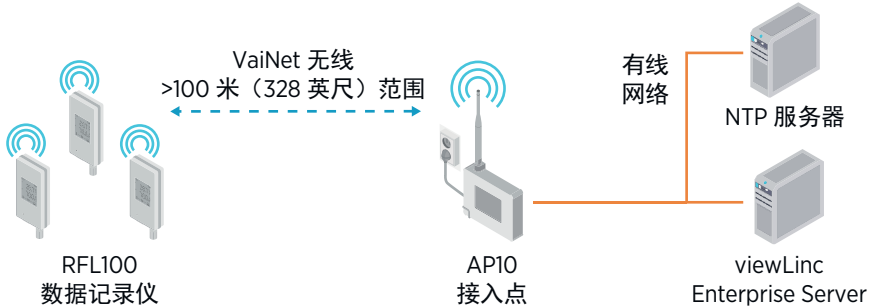 VaiNet 无线
>100 米（328 英尺）范围
有线
网络
NTP 服务器
RFL100
数据记录仪
AP10
接入点
viewLinc
Enterprise Server